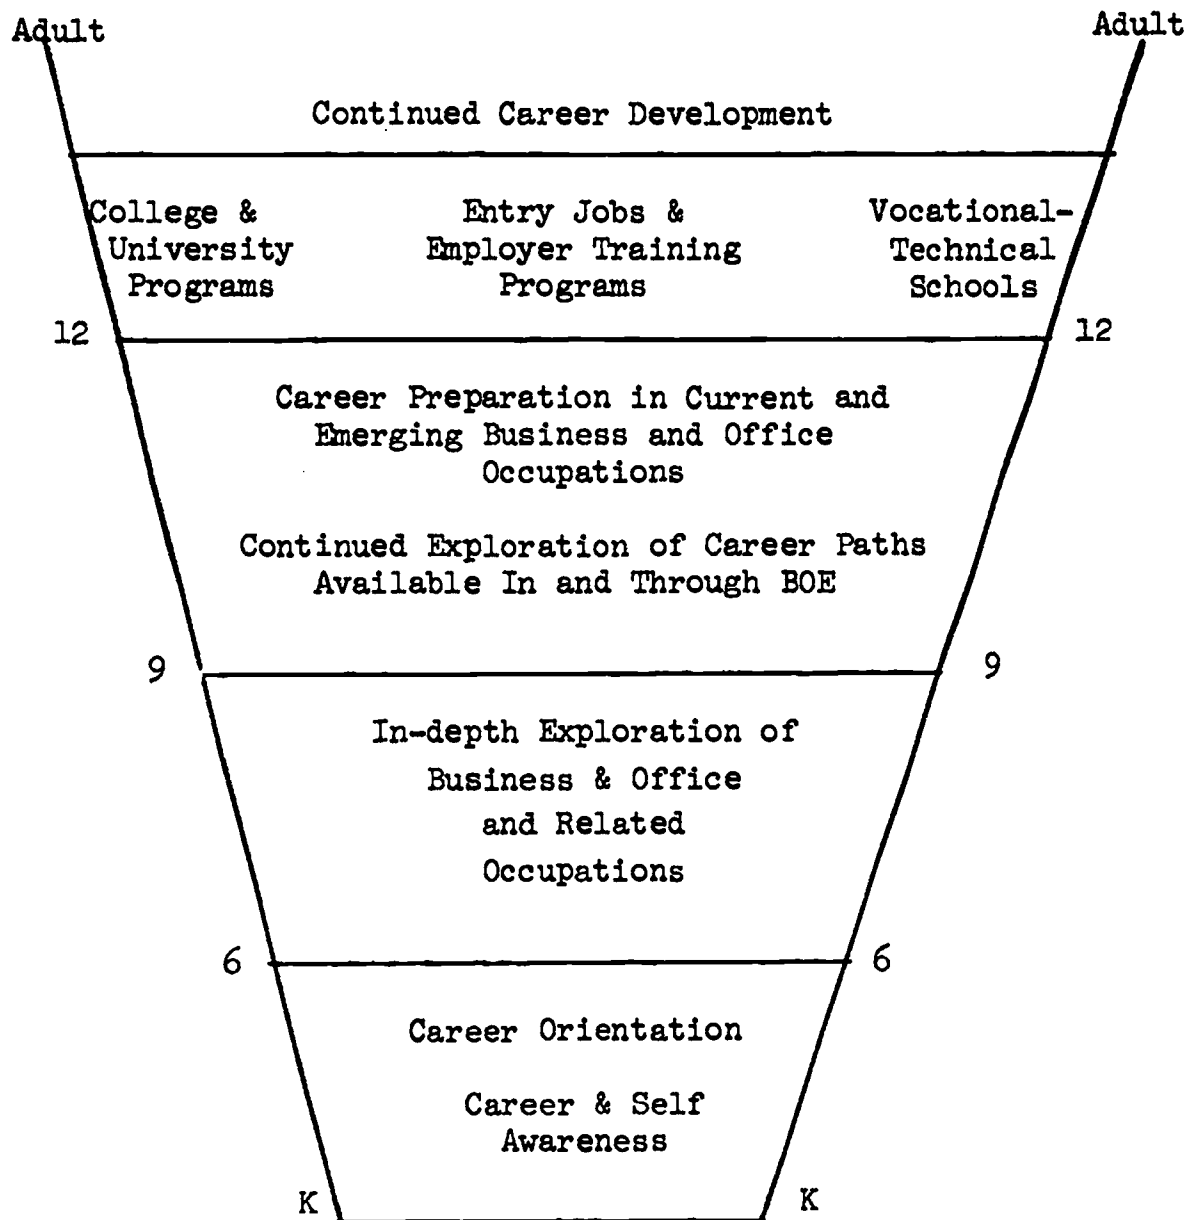 Adult Adult
Continued Career Development
College & Entry Jobs & Vocational-
University Employer Training Technical
Programs Programs Schools
12 12
Career Preparation in Current and
Emerging Business and Office
Occupations
Continued Exploration of Career Paths
Available In and Through BOE
9 9
In-depth Exploration of
Business & Office
and Related
Occupations
6 6
Career Orientation
Career & Self
Awareness
K K